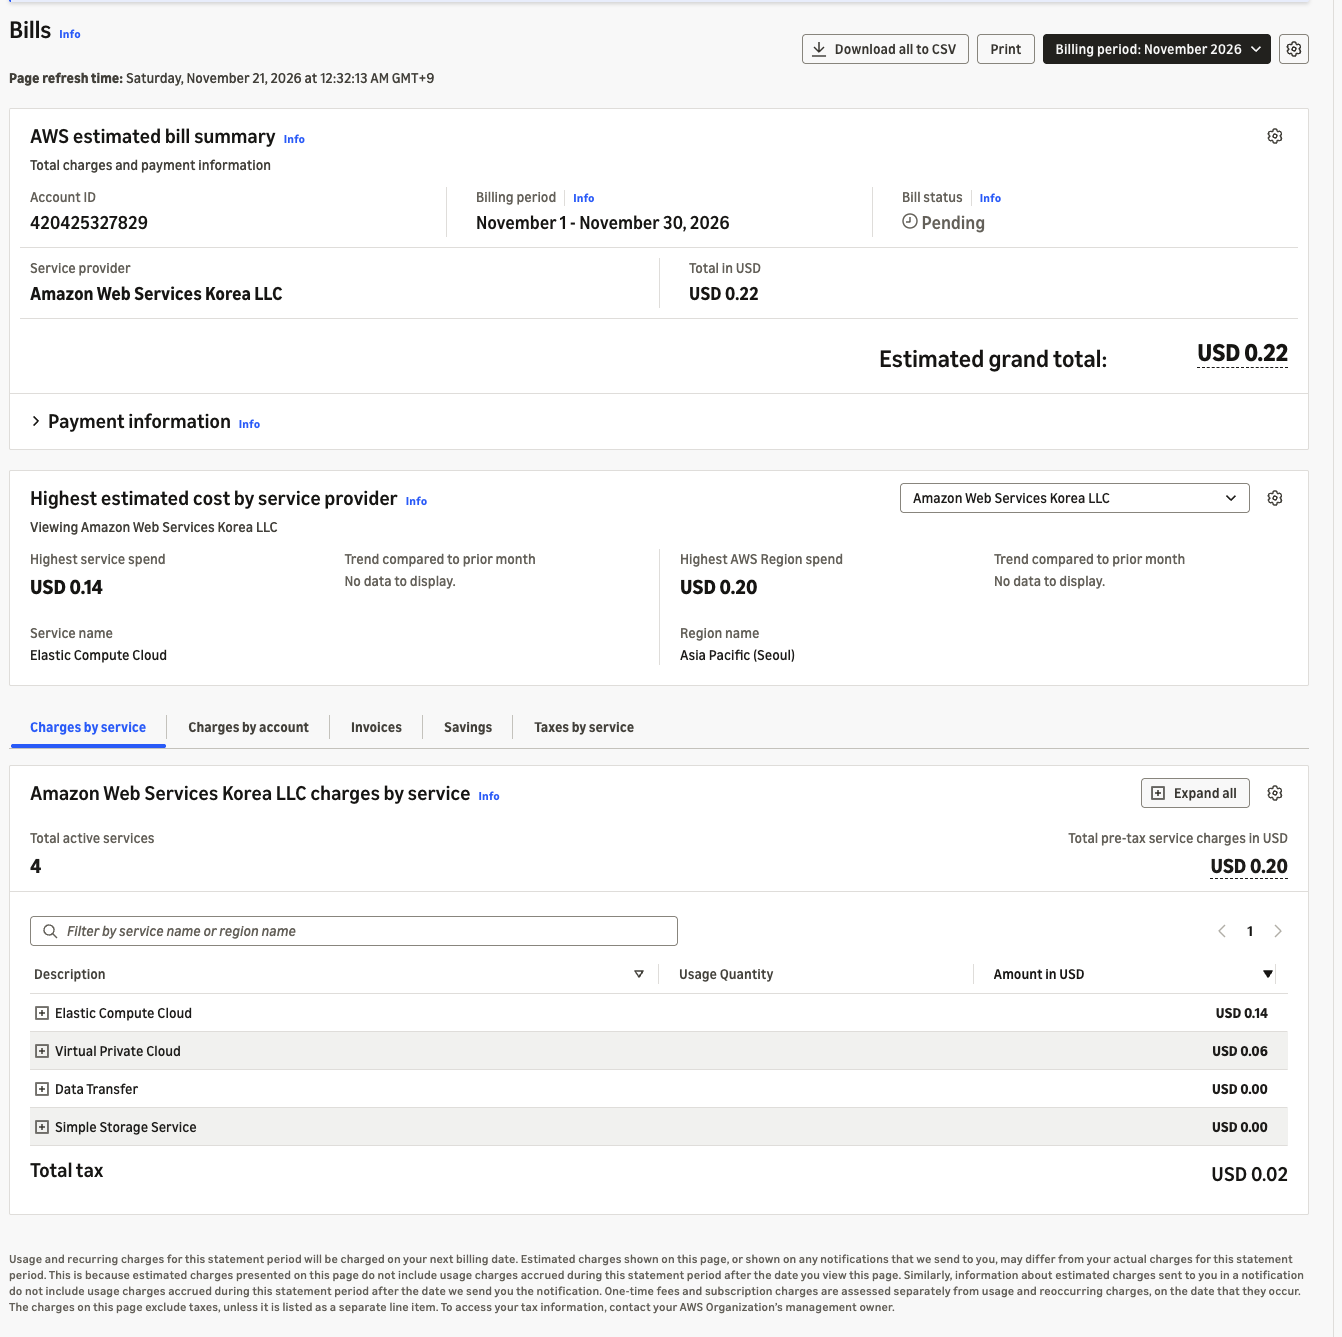 Bills Info
Download all to CSV
Print
Billing period: November 2026
Page refresh time: Saturday, November 21, 2026 at 12:32:13 AM GMT+9
AWS estimated bill summary Info
Total charges and payment information
Account ID
420425327829
Billing period Info
November 1 - November 30, 2026
Bill status Info
Pending
Service provider
Amazon Web Services Korea LLC
Total in USD
USD 0.22
Estimated grand total: USD 0.22
Payment information Info
Highest estimated cost by service provider Info
Amazon Web Services Korea LLC
Viewing Amazon Web Services Korea LLC
Highest service spend
USD 0.14
Trend compared to prior month
No data to display.
Service name
Elastic Compute Cloud
Highest AWS Region spend
USD 0.20
Trend compared to prior month
No data to display.
Region name
Asia Pacific (Seoul)
Charges by service
Charges by account
Invoices
Savings
Taxes by service
Amazon Web Services Korea LLC charges by service Info
Expand all
Total active services
4
Total pre-tax service charges in USD
USD 0.20
Filter by service name or region name
1
Description Usage Quantity Amount in USD
Elastic Compute Cloud USD 0.14
Virtual Private Cloud USD 0.06
Data Transfer USD 0.00
Simple Storage Service USD 0.00
Total tax USD 0.02
Usage and recurring charges for this statement period will be charged on your next billing date. Estimated charges shown on this page, or shown on any notifications that we send to you, may differ from your actual charges for this statement
period. This is because estimated charges presented on this page do not include usage charges accrued during this statement period after the date you view this page. Similarly, information about estimated charges sent to you in a notification
do not include usage charges accrued during this statement period after the date we send you the notification. One-time fees and subscription charges are assessed separately from usage and reoccurring charges, on the date that they occur.
The charges on this page exclude taxes, unless it is listed as a separate line item. To access your tax information, contact your AWS Organization's management owner.